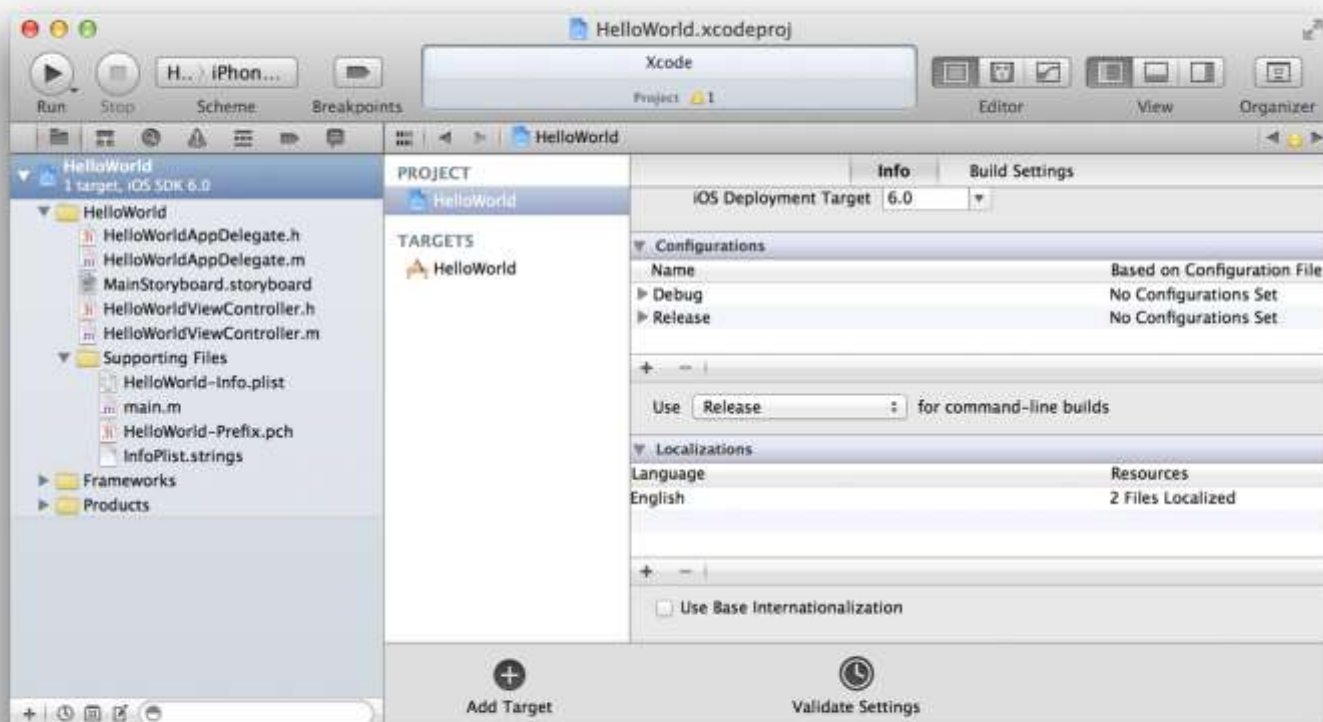 HelloWorld.xcodeproj
Xcode
Project 1
H.. iPhon...
Run Stop Scheme Breakpoints
Editor View Organizer
HelloWorld
HelloWorld
1 target, iOS SDK 6.0
HelloWorld
HelloWorldAppDelegate.h
HelloWorldAppDelegate.m
MainStoryboard.storyboard
HelloWorldViewController.h
HelloWorldViewController.m
Supporting Files
HelloWorld-Info.plist
main.m
HelloWorld-Prefix.pch
InfoPlist.strings
Frameworks
Products
PROJECT
HelloWorld
TARGETS
HelloWorld
Info Build Settings
iOS Deployment Target 6.0
Configurations
Name Based on Configuration File
Debug No Configurations Set
Release No Configurations Set
+ −
Use Release for command-line builds
Localizations
Language Resources
English 2 Files Localized
+ −
Use Base Internationalization
Add Target Validate Settings